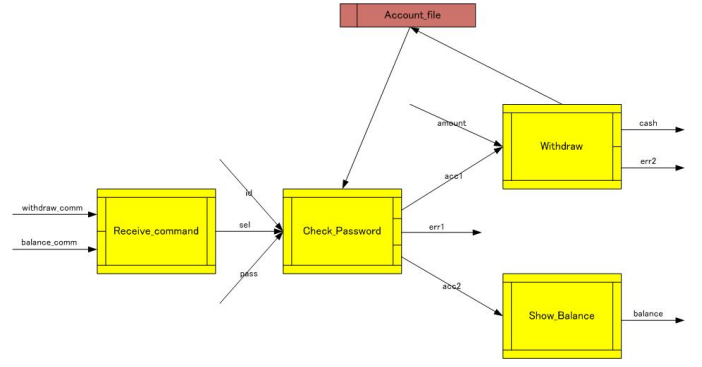 Account_file
amount
cash
Withdraw
err2
acc1
id
withdraw_comm
sel
Receive_command
Check_Password
err1
balance_comm
pass
acc2
Show_Balance
balance